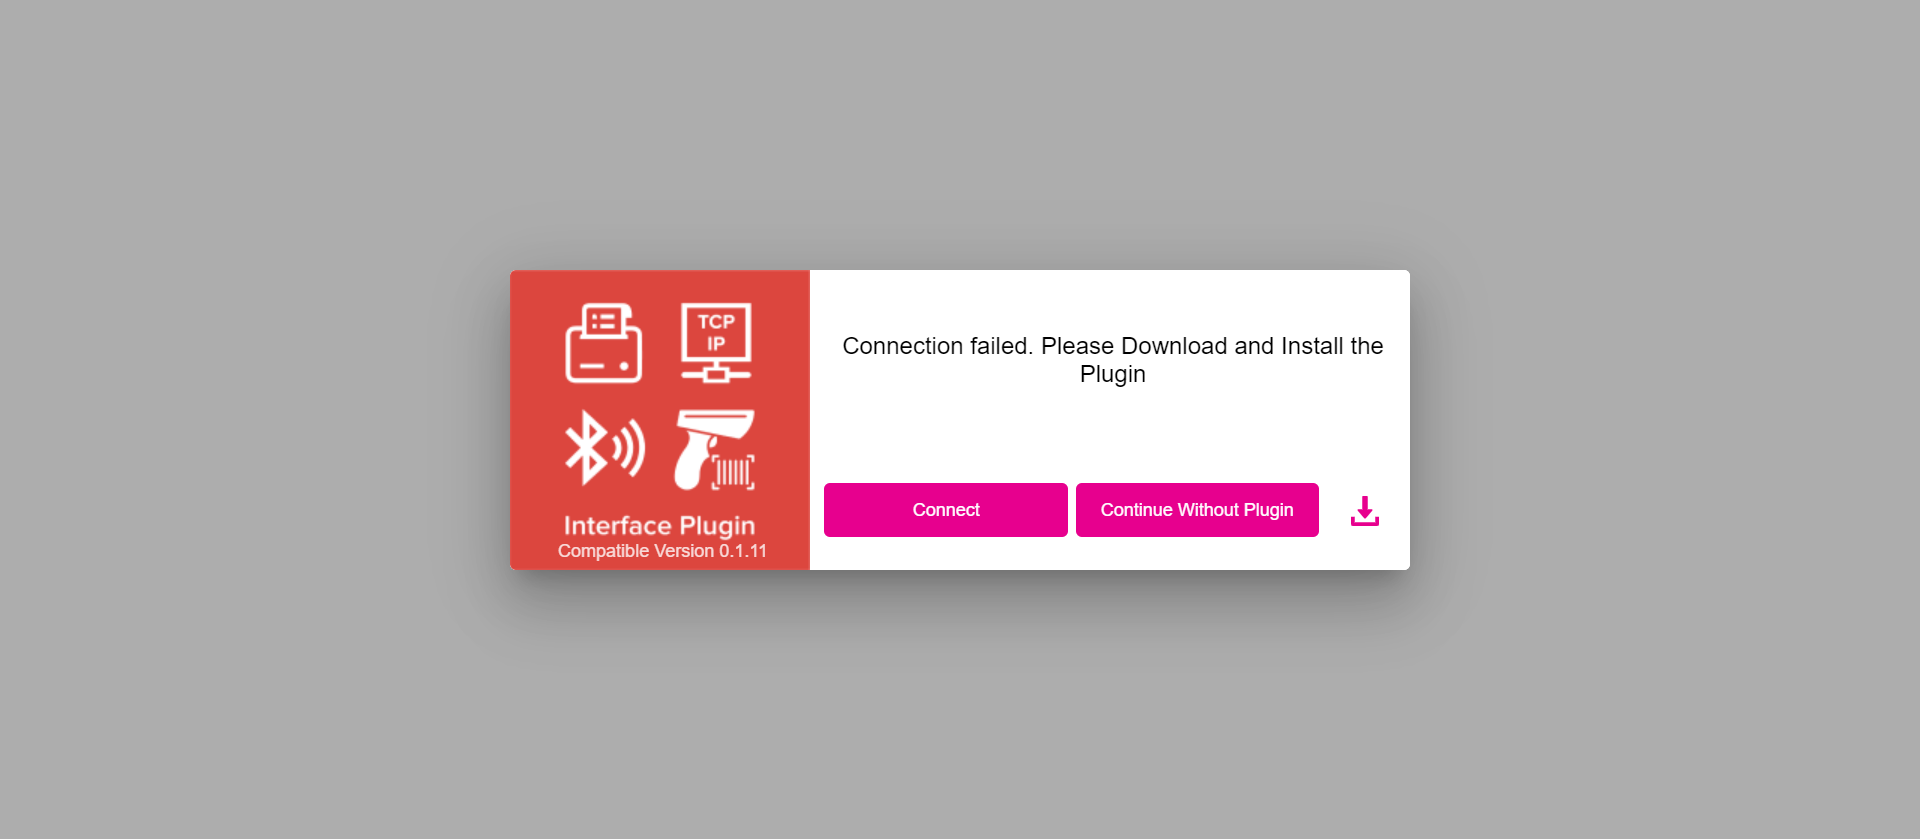 TCP
IP
Interface Plugin
Compatible Version 0.1.11
Connection failed. Please Download and Install the
Plugin
Connect
Continue Without Plugin